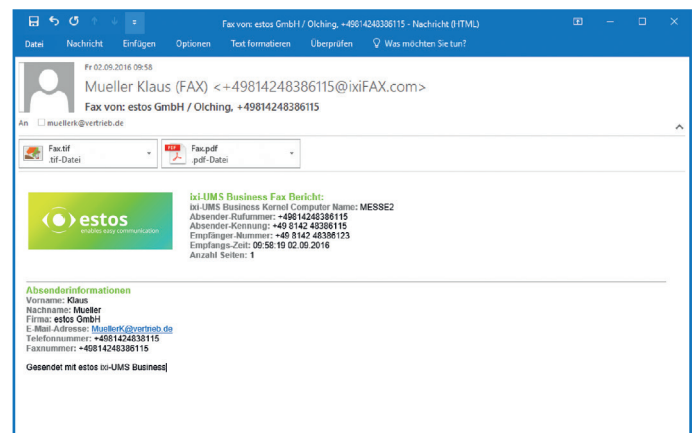 Fax von: estos GmbH / Olching, +49814248386115 - Nachricht (HTML)
Datei Nachricht Einfügen Optionen Text formatieren Überprüfen Was möchten Sie tun?
Fr 02.09.2016 09:58
Mueller Klaus (FAX) <+49814248386115@ixiFAX.com>
Fax von: estos GmbH / Olching, +49814248386115
An muellerk@vertrieb.de
Fax.tif
.tif-Datei
Fax.pdf
.pdf-Datei
estos
enables easy communication
ixi-UMS Business Fax Bericht:
ixi-UMS Business Kernel Computer Name: MESSE2
Absender-Rufummer: +49814248386115
Absender-Kennung: +49 8142 48386115
Empfänger-Nummer: +49 8142 48386123
Empfangs-Zeit: 09:58:19 02.09.2016
Anzahl Seiten: 1
Absenderinformationen
Vorname: Klaus
Nachname: Mueller
Firma: estos GmbH
E-Mail-Adresse: MuellerK@vertrieb.de
Telefonnummer: +4981424838115
Faxnummer: +49814248386115
Gesendet mit estos ixi-UMS Business